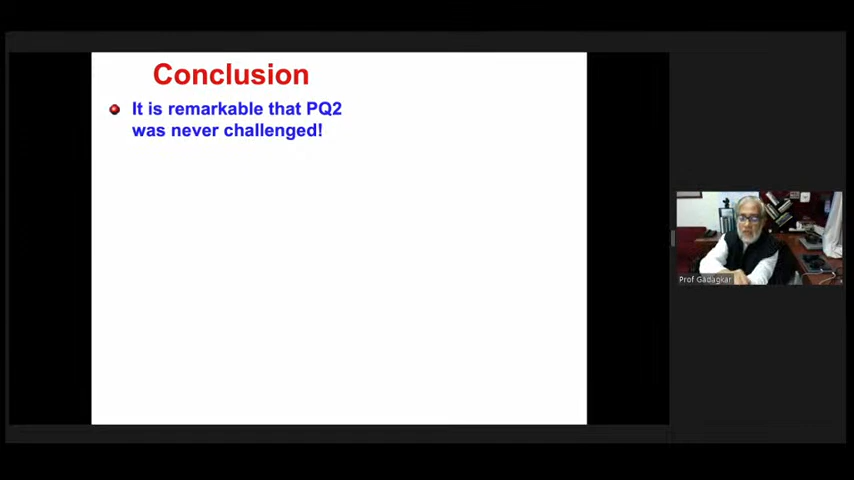 Conclusion
It is remarkable that PQ2
was never challenged!
Prof Gadagkar